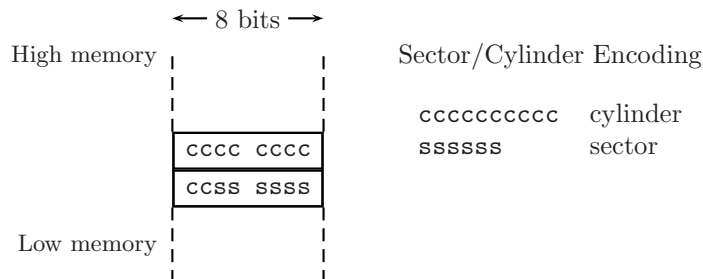 8 bits
High memory
Sector/Cylinder Encoding
cccccccccc cylinder
cccc cccc
ssssss sector
ccss ssss
Low memory